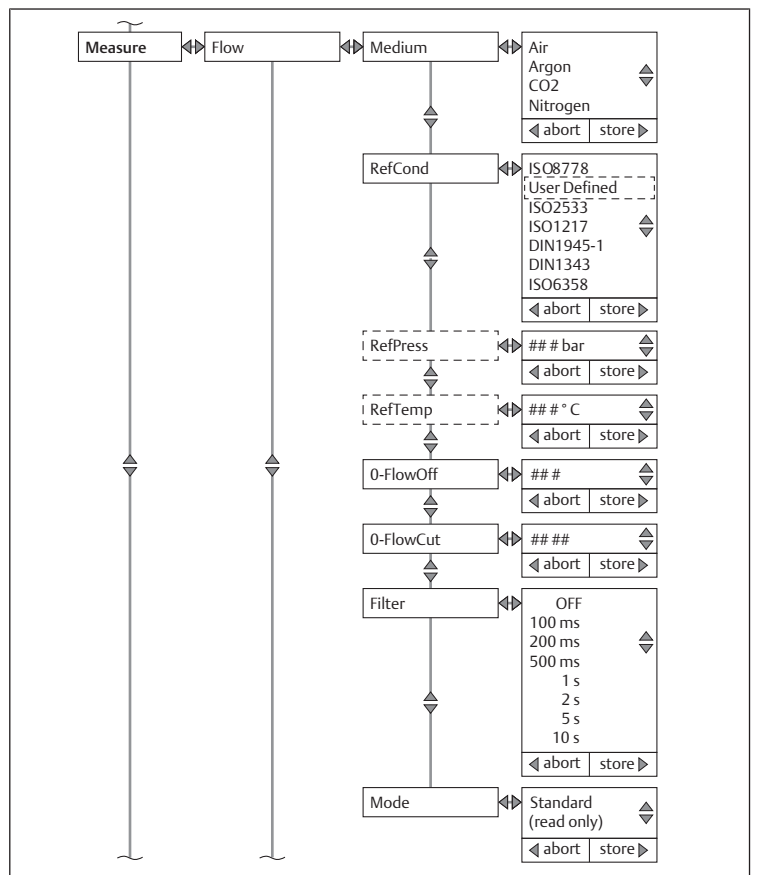 Measure
Flow
Medium
Air
Argon
CO2
Nitrogen
abort
store
RefCond
ISO8778
User Defined
ISO2533
ISO1217
DIN1945-1
DIN1343
ISO6358
abort
store
RefPress
### bar
abort
store
RefTemp
###° C
abort
store
0-FlowOff
###
abort
store
0-FlowCut
####
abort
store
Filter
OFF
100 ms
200 ms
500 ms
1 s
2 s
5 s
10 s
abort
store
Mode
Standard
(read only)
abort
store